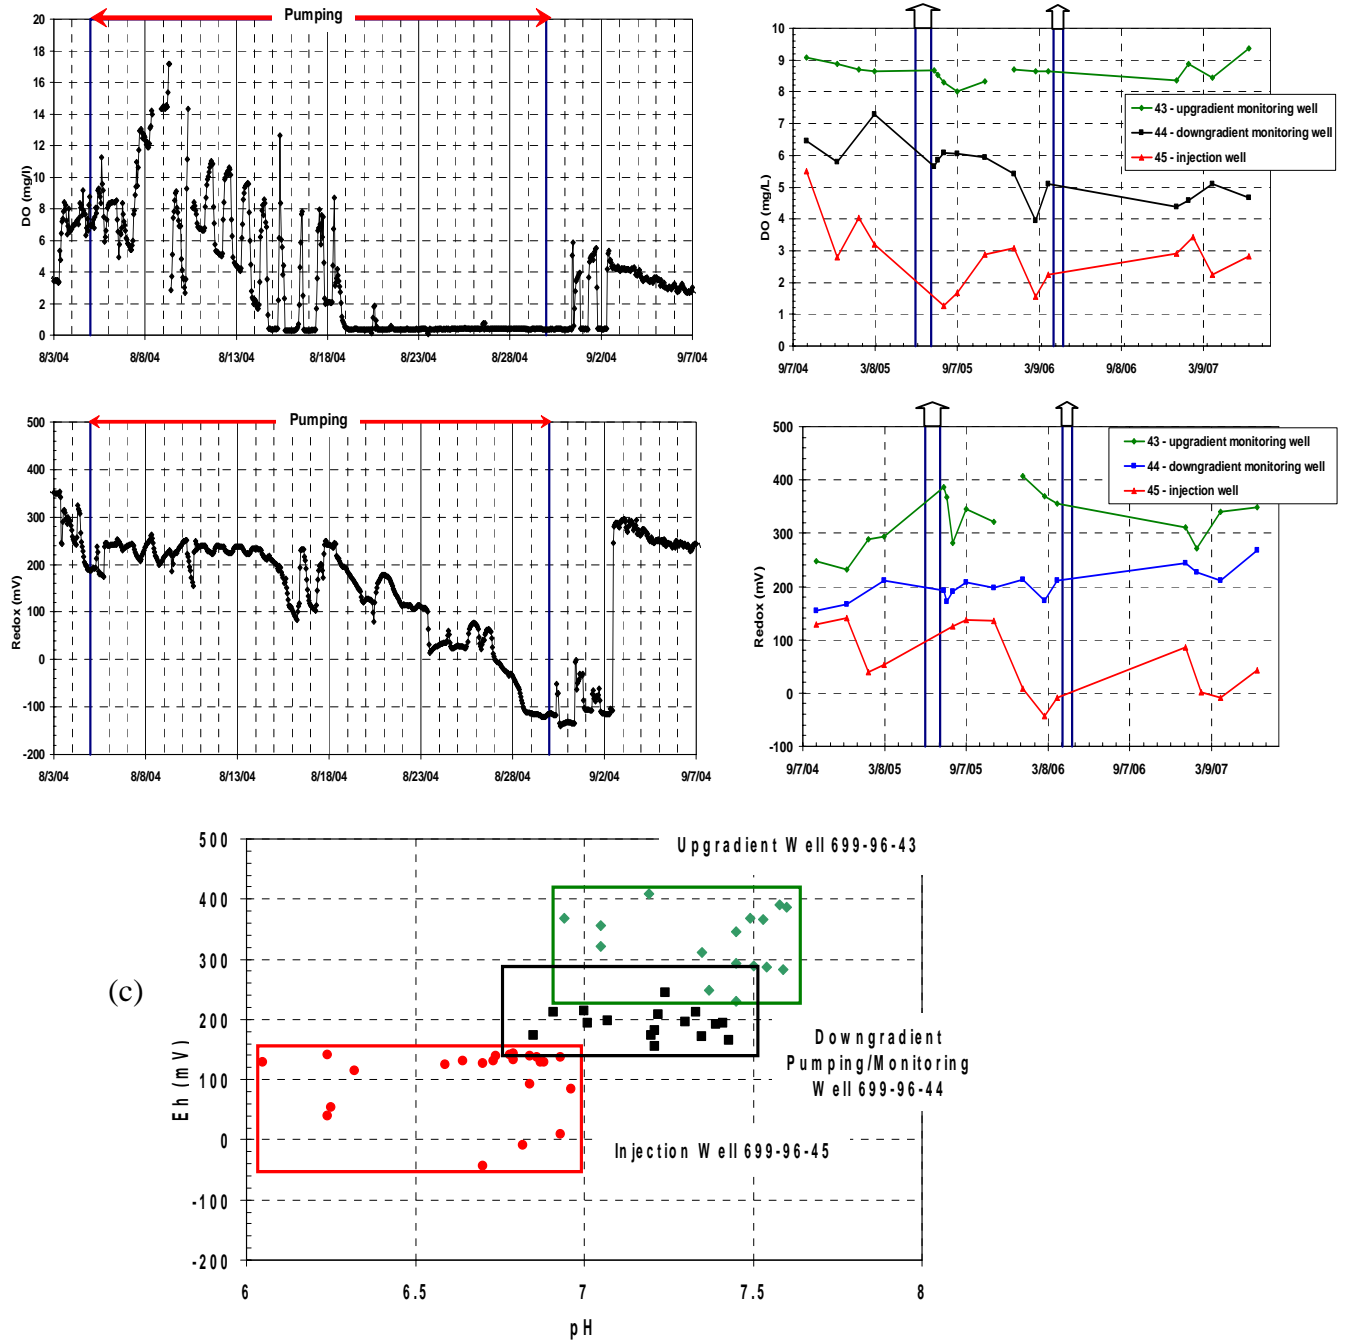 Pumping
20
18
16
14
12
10
8
6
4
2
0
DO (mg/l)
8/3/04 8/8/04 8/13/04 8/18/04 8/23/04 8/28/04 9/2/04 9/7/04
10
9
8
7
6
5
4
3
2
1
0
DO (mg/L)
43 - upgradient monitoring well
44 - downgradient monitoring well
45 - injection well
9/7/04 3/8/05 9/7/05 3/9/06 9/8/06 3/9/07
Pumping
500
400
300
200
100
0
-100
-200
Redox (mV)
8/3/04 8/8/04 8/13/04 8/18/04 8/23/04 8/28/04 9/2/04 9/7/04
500
400
300
200
100
0
-100
Redox (mV)
43 - upgradient monitoring well
44 - downgradient monitoring well
45 - injection well
9/7/04 3/8/05 9/7/05 3/8/06 9/7/06 3/9/07
(c)
500
400
300
200
100
0
-100
-200
Eh (mV)
Upgradient Well 699-96-43
Downgradient
Pumping/Monitoring
Well 699-96-44
Injection Well 699-96-45
6 6.5 7 7.5 8
pH